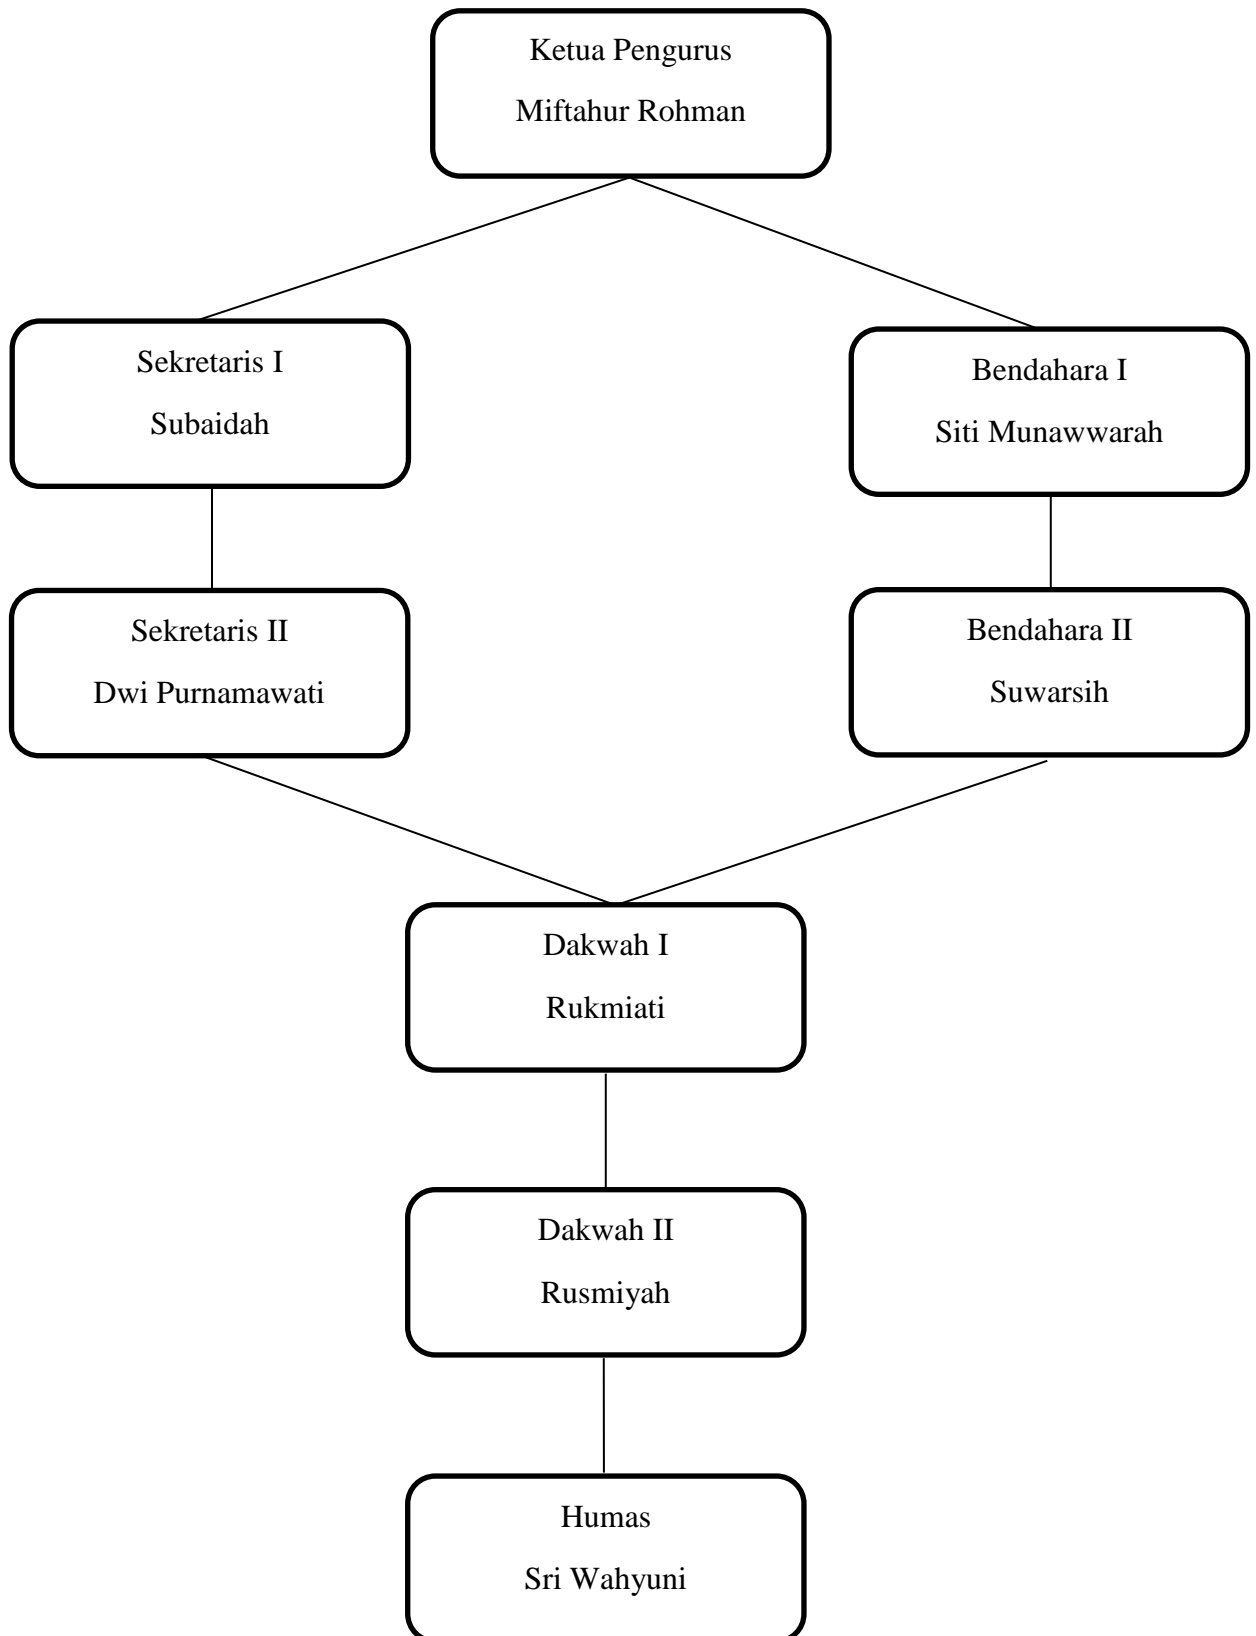 Ketua Pengurus
Miftahur Rohman
Sekretaris I
Subaidah
Bendahara I
Siti Munawwarah
Sekretaris II
Dwi Purnamawati
Bendahara II
Suwarsih
Dakwah I
Rukmiati
Dakwah II
Rusmiyah
Humas
Sri Wahyuni